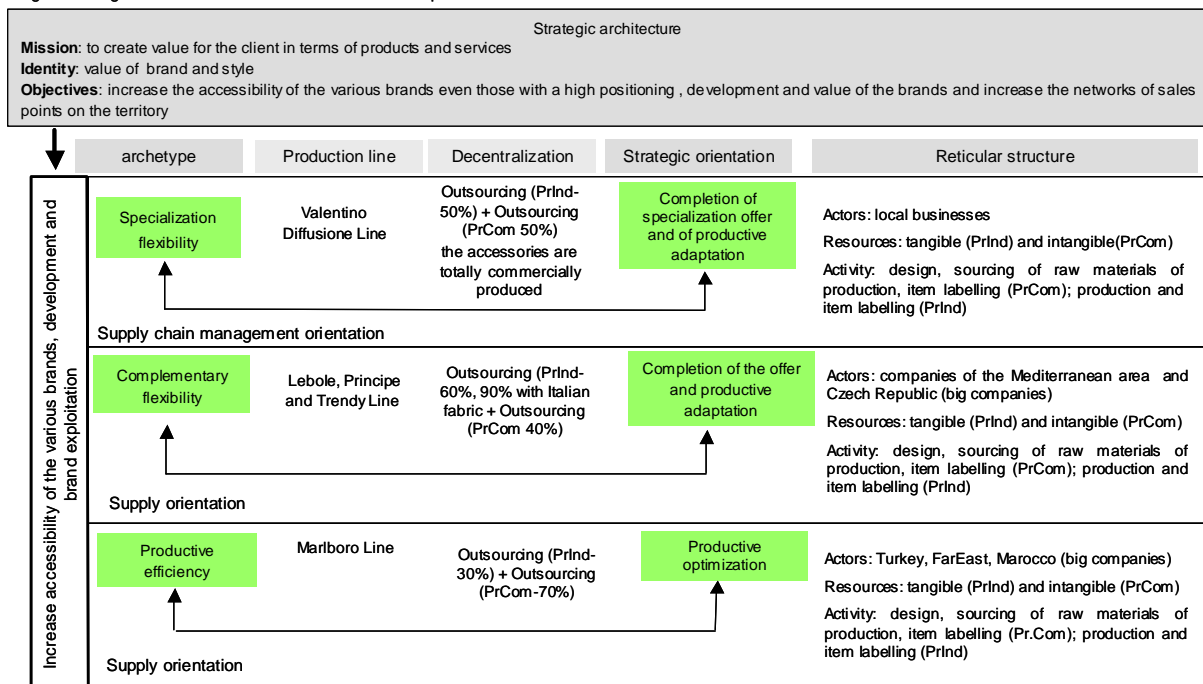 Strategic architecture
Mission: to create value for the client in terms of products and services
Identity: value of brand and style
Objectives: increase the accessibility of the various brands even those with a high positioning , development and value of the brands and increase the networks of sales
points on the territory
archetype
Production line
Decentralization
Strategic orientation
Reticular structure
Increase accessibility of the various brands, development and
brand exploitation
Specialization
flexibility
Valentino
Diffusione Line
Outsourcing (PrInd-
50%) + Outsourcing
(PrCom 50%)
the accessories are
totally commercially
produced
Completion of
specialization offer
and of productive
adaptation
Actors: local businesses
Resources: tangible (PrInd) and intangible(PrCom)
Activity: design, sourcing of raw materials of
production, item labelling (PrCom); production and
item labelling (PrInd)
Supply chain management orientation
Complementary
flexibility
Lebole, Principe
and Trendy Line
Outsourcing (PrInd-
60%, 90% with Italian
fabric + Outsourcing
(PrCom 40%)
Completion of the offer
and productive
adaptation
Actors: companies of the Mediterranean area and
Czech Republic (big companies)
Resources: tangible (PrInd) and intangible (PrCom)
Activity: design, sourcing of raw materials of
production, item labelling (PrCom); production and
item labelling (PrInd)
Supply orientation
Productive
efficiency
Marlboro Line
Outsourcing (PrInd-
30%) + Outsourcing
(PrCom-70%)
Productive
optimization
Actors: Turkey, FarEast, Marocco (big companies)
Resources: tangible (PrInd) and intangible (PrCom)
Activity: design, sourcing of raw materials of
production, item labelling (Pr.Com); production and
item labelling (PrInd)
Supply orientation